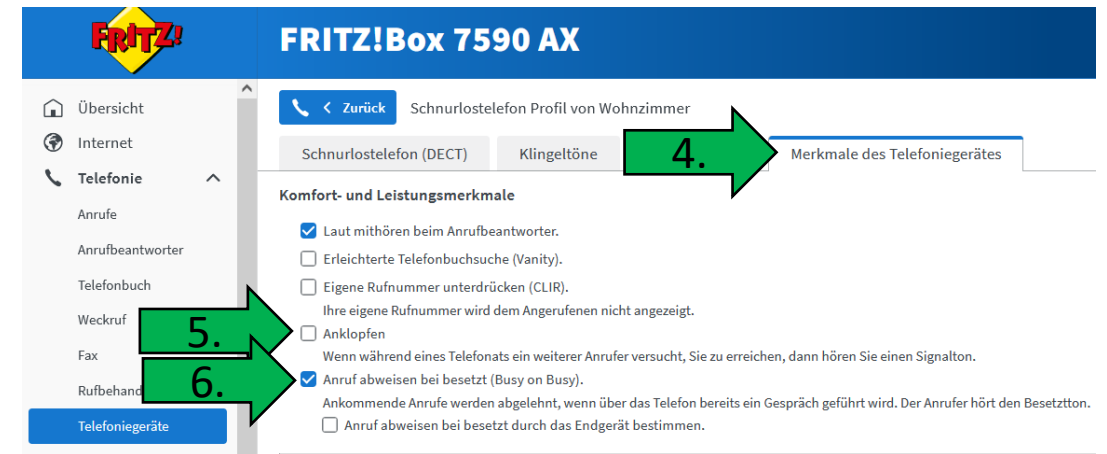 FRITZ!
FRITZ!Box 7590 AX
Übersicht
Internet
Telefonie
Anrufe
Anrufbeantworter
Telefonbuch
Weckruf
Fax
Rufbehand
Telefoniegeräte
Zurück
Schnurlostelefon Profil von Wohnzimmer
Schnurlostelefon (DECT)
Klingeltöne
4.
Merkmale des Telefoniegerätes
Komfort- und Leistungsmerkmale
Laut mithören beim Anrufbeantworter.
Erleichterte Telefonbuchsuche (Vanity).
Eigene Rufnummer unterdrücken (CLIR).
Ihre eigene Rufnummer wird dem Angerufenen nicht angezeigt.
5.
Anklopfen
Wenn während eines Telefonats ein weiterer Anrufer versucht, Sie zu erreichen, dann hören Sie einen Signalton.
6.
Anruf abweisen bei besetzt (Busy on Busy).
Ankommende Anrufe werden abgelehnt, wenn über das Telefon bereits ein Gespräch geführt wird. Der Anrufer hört den Besetztton.
Anruf abweisen bei besetzt durch das Endgerät bestimmen.